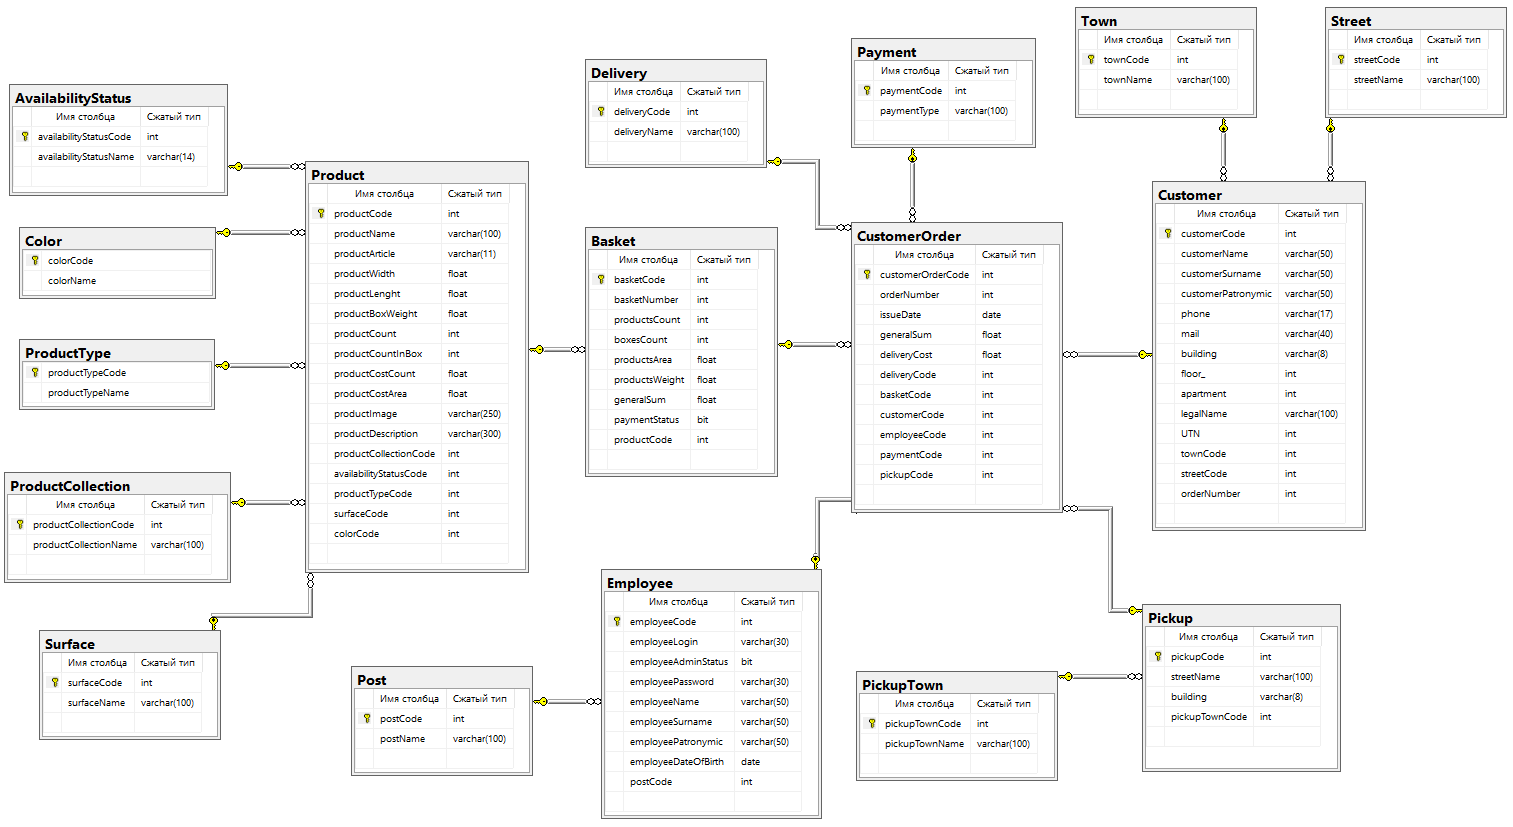 AvailabilityStatus
Имя столбца Сжатый тип
availabilityStatusCode int
availabilityStatusName varchar(14)
Color
colorCode
colorName
ProductType
productTypeCode
productTypeName
ProductCollection
Имя столбца Сжатый тип
productCollectionCode int
productCollectionName varchar(100)
Surface
Имя столбца Сжатый тип
surfaceCode int
surfaceName varchar(100)
Product
Имя столбца Сжатый тип
productCode int
productName varchar(100)
productArticle varchar(11)
productWidth float
productLenght float
productBoxWeight float
productCount int
productCountInBox int
productCostCount float
productCostArea float
productImage varchar(250)
productDescription varchar(300)
productCollectionCode int
availabilityStatusCode int
productTypeCode int
surfaceCode int
colorCode int
Delivery
Имя столбца Сжатый тип
deliveryCode int
deliveryName varchar(100)
Basket
Имя столбца Сжатый тип
basketCode int
basketNumber int
productsCount int
boxesCount int
productsArea float
productsWeight float
generalSum float
paymentStatus bit
productCode int
Post
Имя столбца Сжатый тип
postCode int
postName varchar(100)
Employee
Имя столбца Сжатый тип
employeeCode int
employeeLogin varchar(30)
employeeAdminStatus bit
employeePassword varchar(30)
employeeName varchar(50)
employeeSurname varchar(50)
employeePatronymic varchar(50)
employeeDateOfBirth date
postCode int
Payment
Имя столбца Сжатый тип
paymentCode int
paymentType varchar(100)
CustomerOrder
Имя столбца Сжатый тип
customerOrderCode int
orderNumber int
issueDate date
generalSum float
deliveryCost float
deliveryCode int
basketCode int
customerCode int
employeeCode int
paymentCode int
pickupCode int
PickupTown
Имя столбца Сжатый тип
pickupTownCode int
pickupTownName varchar(100)
Town
Имя столбца Сжатый тип
townCode int
townName varchar(100)
Street
Имя столбца Сжатый тип
streetCode int
streetName varchar(100)
Customer
Имя столбца Сжатый тип
customerCode int
customerName varchar(50)
customerSurname varchar(50)
customerPatronymic varchar(50)
phone varchar(17)
mail varchar(40)
building varchar(8)
floor_ int
apartment int
legalName varchar(100)
UTN int
townCode int
streetCode int
orderNumber int
Pickup
Имя столбца Сжатый тип
pickupCode int
streetName varchar(100)
building varchar(8)
pickupTownCode int